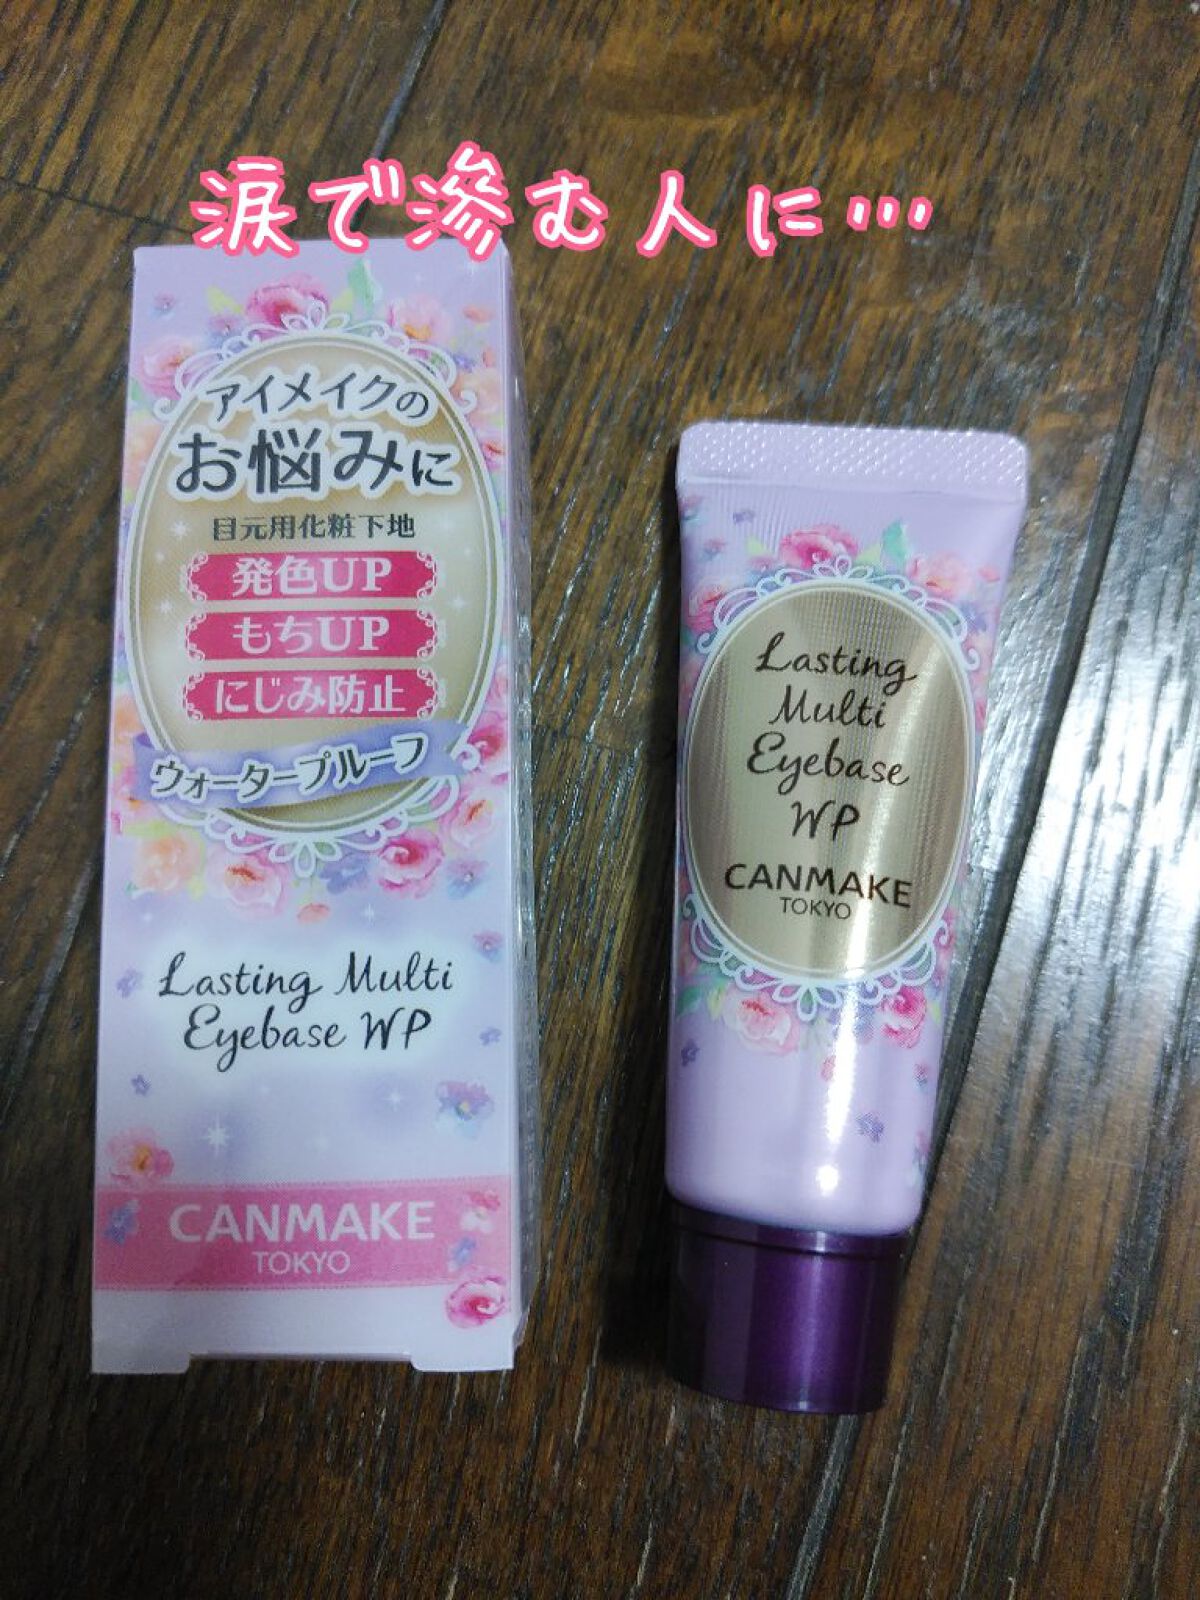 涙で滲む人に…
アイメイクの
お悩みに
目元用化粧下地
発色UP
もちUP
にじみ防止
ウォータープルーフ
Lasting Multi
Eyebase WP
CANMAKE
TOKYO
Lasting
Multi
Eyebase
WP
CANMAKE
TOKYO